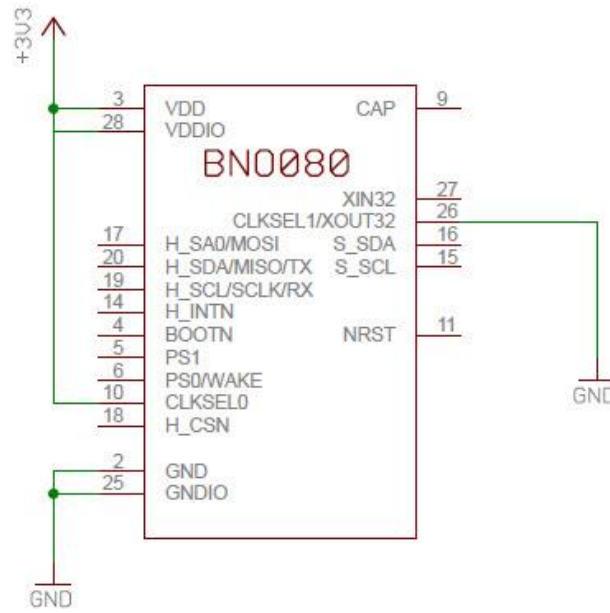 +3V3
3 VDD CAP 9
28 VDDIO
BNO080
XIN32 27
CLKSEL1/XOUT32 26
17 H_SA0/MOSI S_SDA 16
20 H_SDA/MISO/TX S_SCL 15
19 H_SCL/SCLK/RX
14 H_INTN
4 BOOTN NRST 11
5 PS1
6 PS0/WAKE
10 CLKSEL0
18 H_CSN
GND
2 GND
25 GNDIO
GND